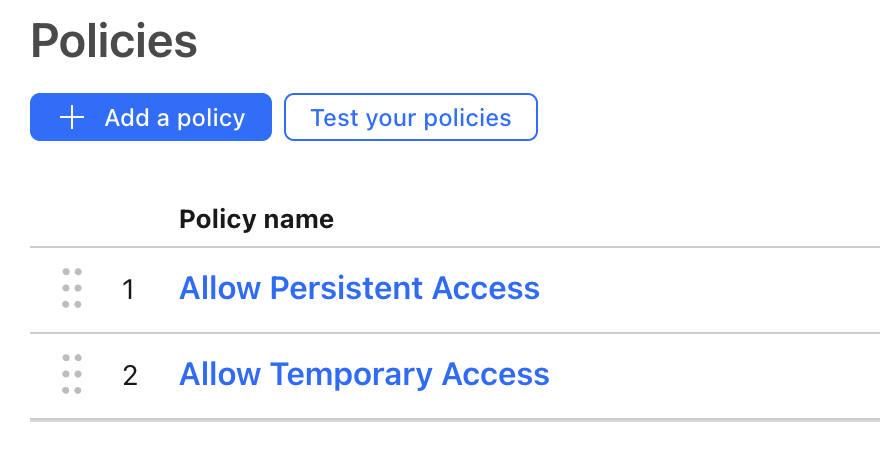 Policies
Add a policy Test your policies
Policy name
1 Allow Persistent Access
2 Allow Temporary Access